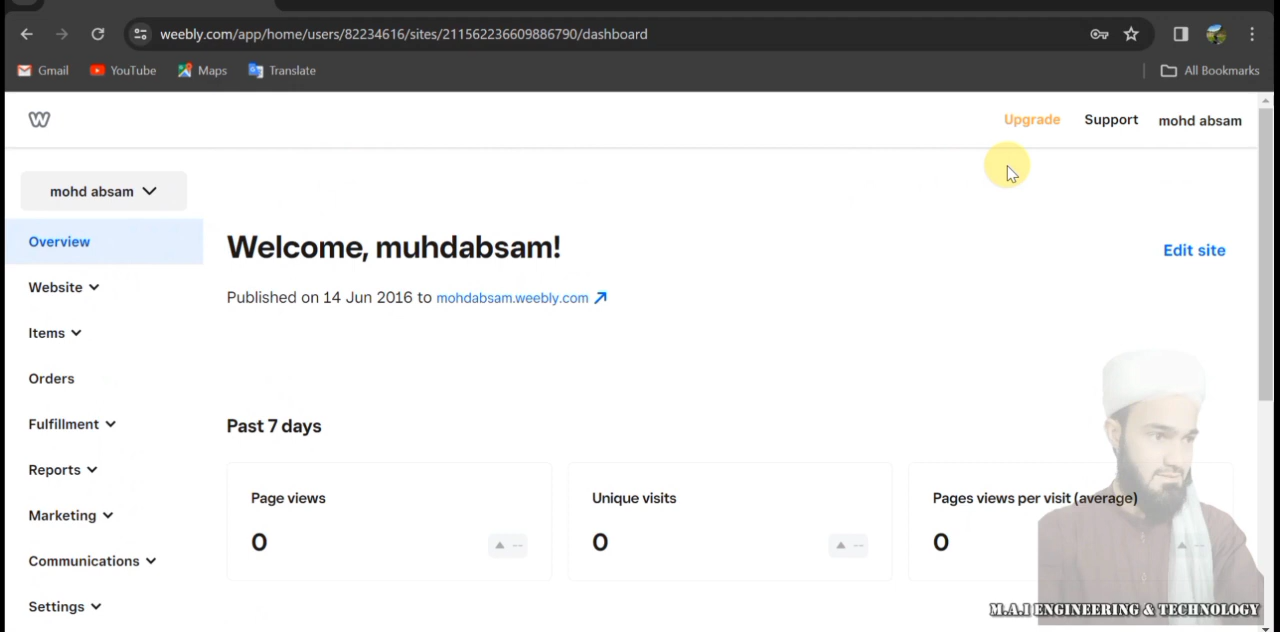 weebly.com/app/home/users/82234616/sites/211562236609886790/dashboard
Gmail YouTube Maps Translate All Bookmarks
Upgrade Support mohd absam
mohd absam
Overview
Welcome, muhdabsam!
Edit site
Website
Published on 14 Jun 2016 to mohdabsam.weebly.com
Items
Orders
Fulfillment
Past 7 days
Reports
Page views Unique visits Pages views per visit (average)
Marketing
0 0 0
-- -- --
Communications
Settings
M.A.I ENGINEERING & TECHNOLOGY